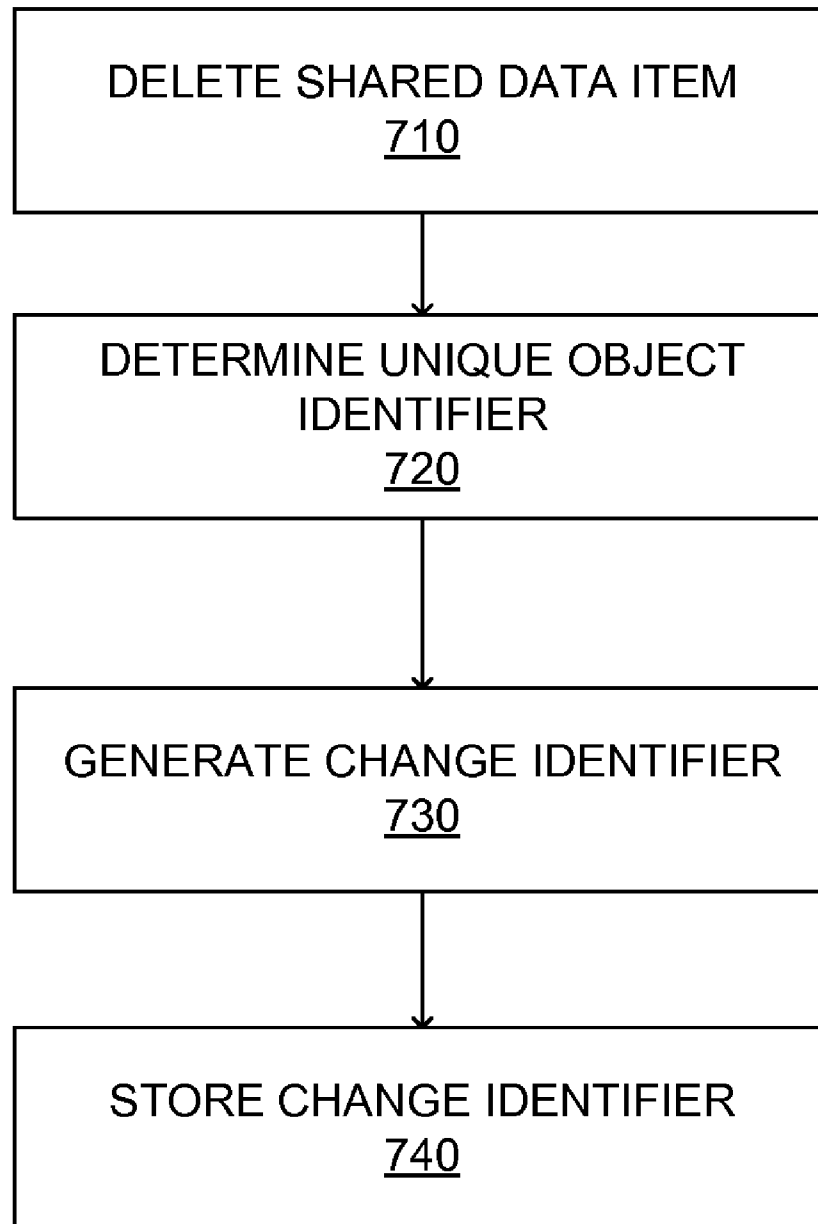 DELETE SHARED DATA ITEM
710
DETERMINE UNIQUE OBJECT
IDENTIFIER
720
GENERATE CHANGE IDENTIFIER
730
STORE CHANGE IDENTIFIER
740